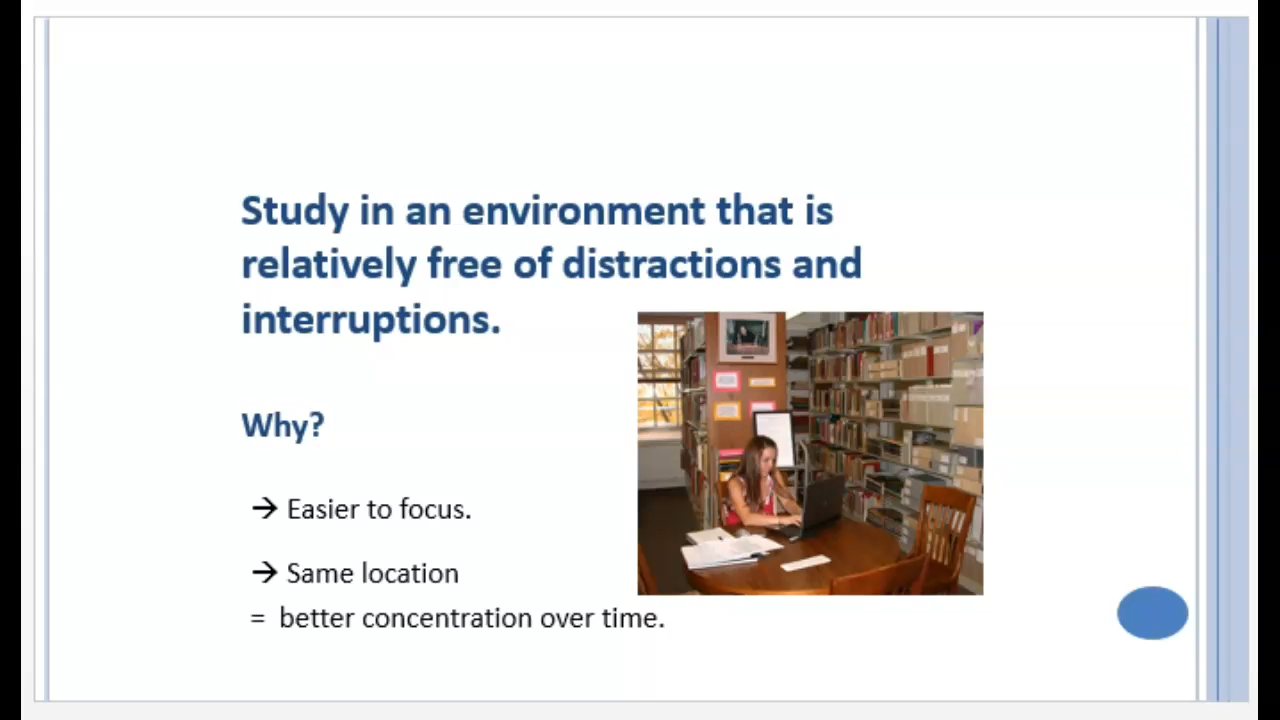 Study in an environment that is
relatively free of distractions and
interruptions.
Why?
→ Easier to focus.
→ Same location
= better concentration over time.